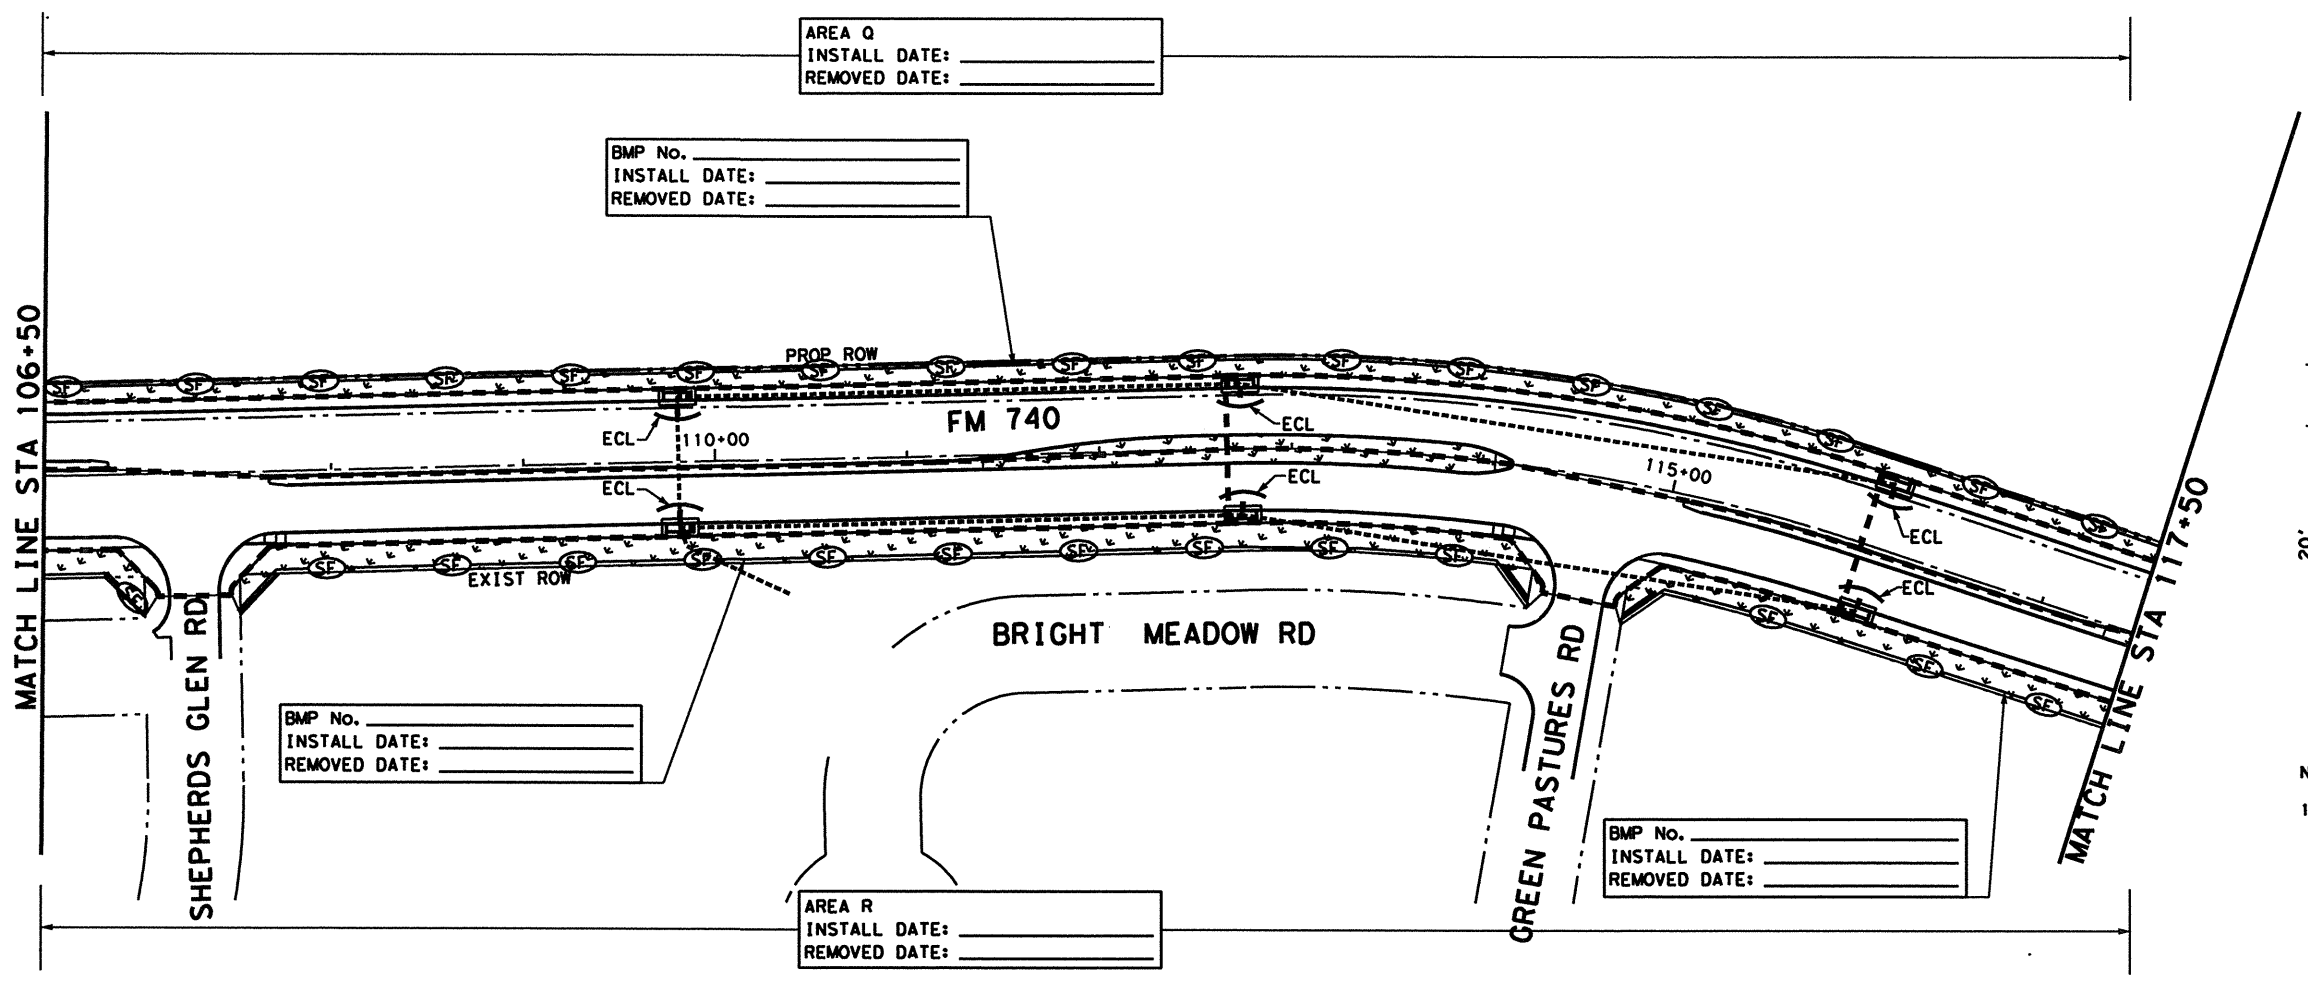 AREA Q
INSTALL DATE:
REMOVED DATE:
BMP No.
INSTALL DATE:
REMOVED DATE:
MATCH LINE STA 106+50
PROP ROW
SF SF SF SF SF SF SF SF SF SF SF SF SF SF SF SF SF
FM 740
ECL
110+00
ECL
115+00
ECL
ECL
ECL
ECL
MATCH LINE STA 117+50
20'
SF SF SF SF SF SF SF SF SF SF SF SF SF SF
EXIST ROW
BRIGHT MEADOW RD
SHEPHERDS GLEN RD
GREEN PASTURES RD
BMP No.
INSTALL DATE:
REMOVED DATE:
BMP No.
INSTALL DATE:
REMOVED DATE:
AREA R
INSTALL DATE:
REMOVED DATE: